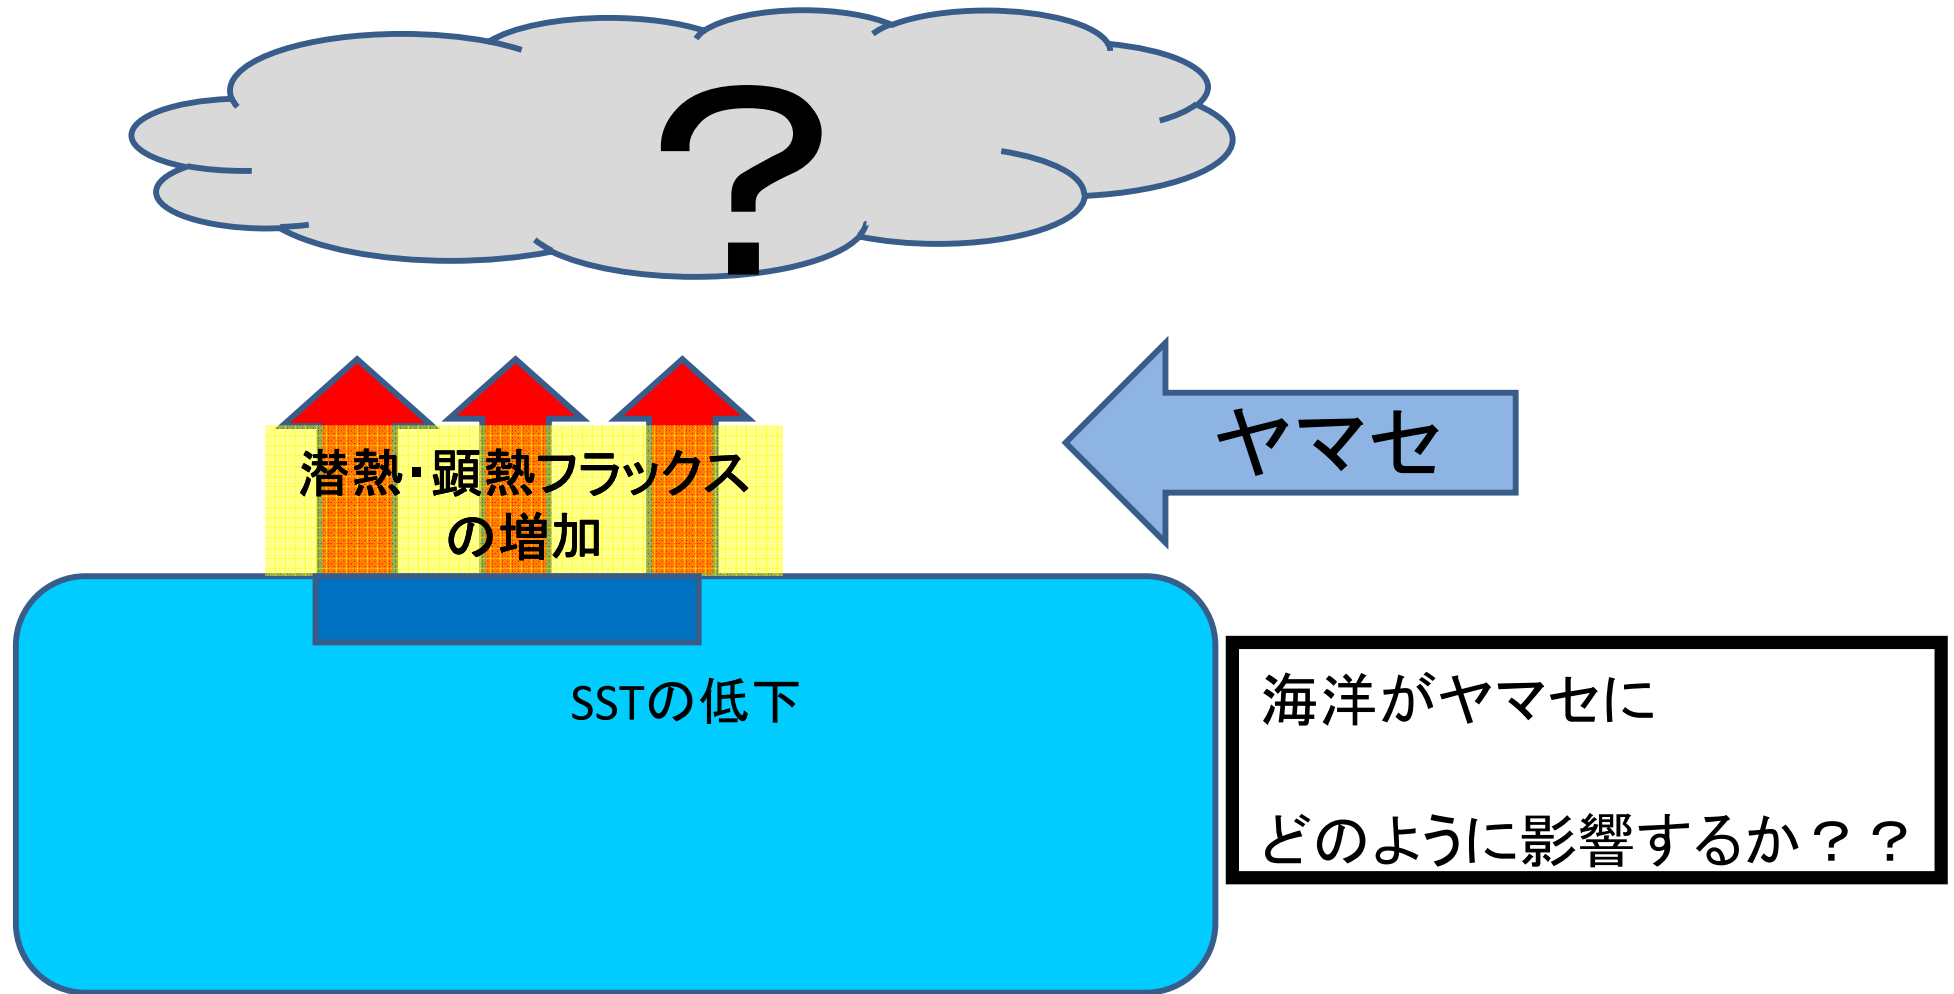 ?
ヤマセ
潜熱・顕熱フラックス
の増加
SSTの低下
海洋がヤマセに
どのように影響するか？？